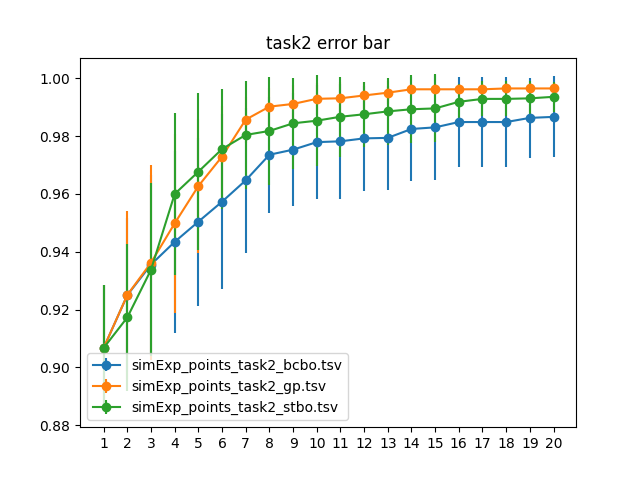 task2 error bar
1.00
0.98
0.96
0.94
0.92
0.90
0.88
simExp_points_task2_bcbo.tsv
simExp_points_task2_gp.tsv
simExp_points_task2_stbo.tsv
1 2 3 4 5 6 7 8 9 10 11 12 13 14 15 16 17 18 19 20